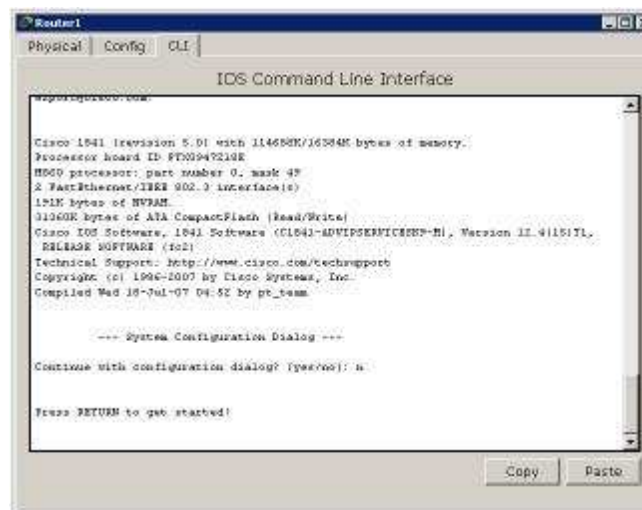 Router1
Physical Config CLI
IOS Command Line Interface
export@cisco.com.
Cisco 1841 (revision 5.0) with 114688K/16384K bytes of memory.
Processor board ID
M860 processor: part number 0, mask 49
2 FastEthernet/IEEE 802.3 interface(s)
191K bytes of NVRAM.
31360K bytes of ATA CompactFlash (Read/Write)
Cisco IOS Software, 1841 Software (C1841-ADVIPSERVICESK9-M), Version 12.4(15)T1,
RELEASE SOFTWARE (fc2)
Technical Support: http://www.cisco.com/techsupport
Copyright (c) 1986-2007 by Cisco Systems, Inc.
Compiled Wed 18-Jul-07 04:52 by pt_team
--- System Configuration Dialog ---
Continue with configuration dialog? [yes/no]: n
Press RETURN to get started!
Copy Paste